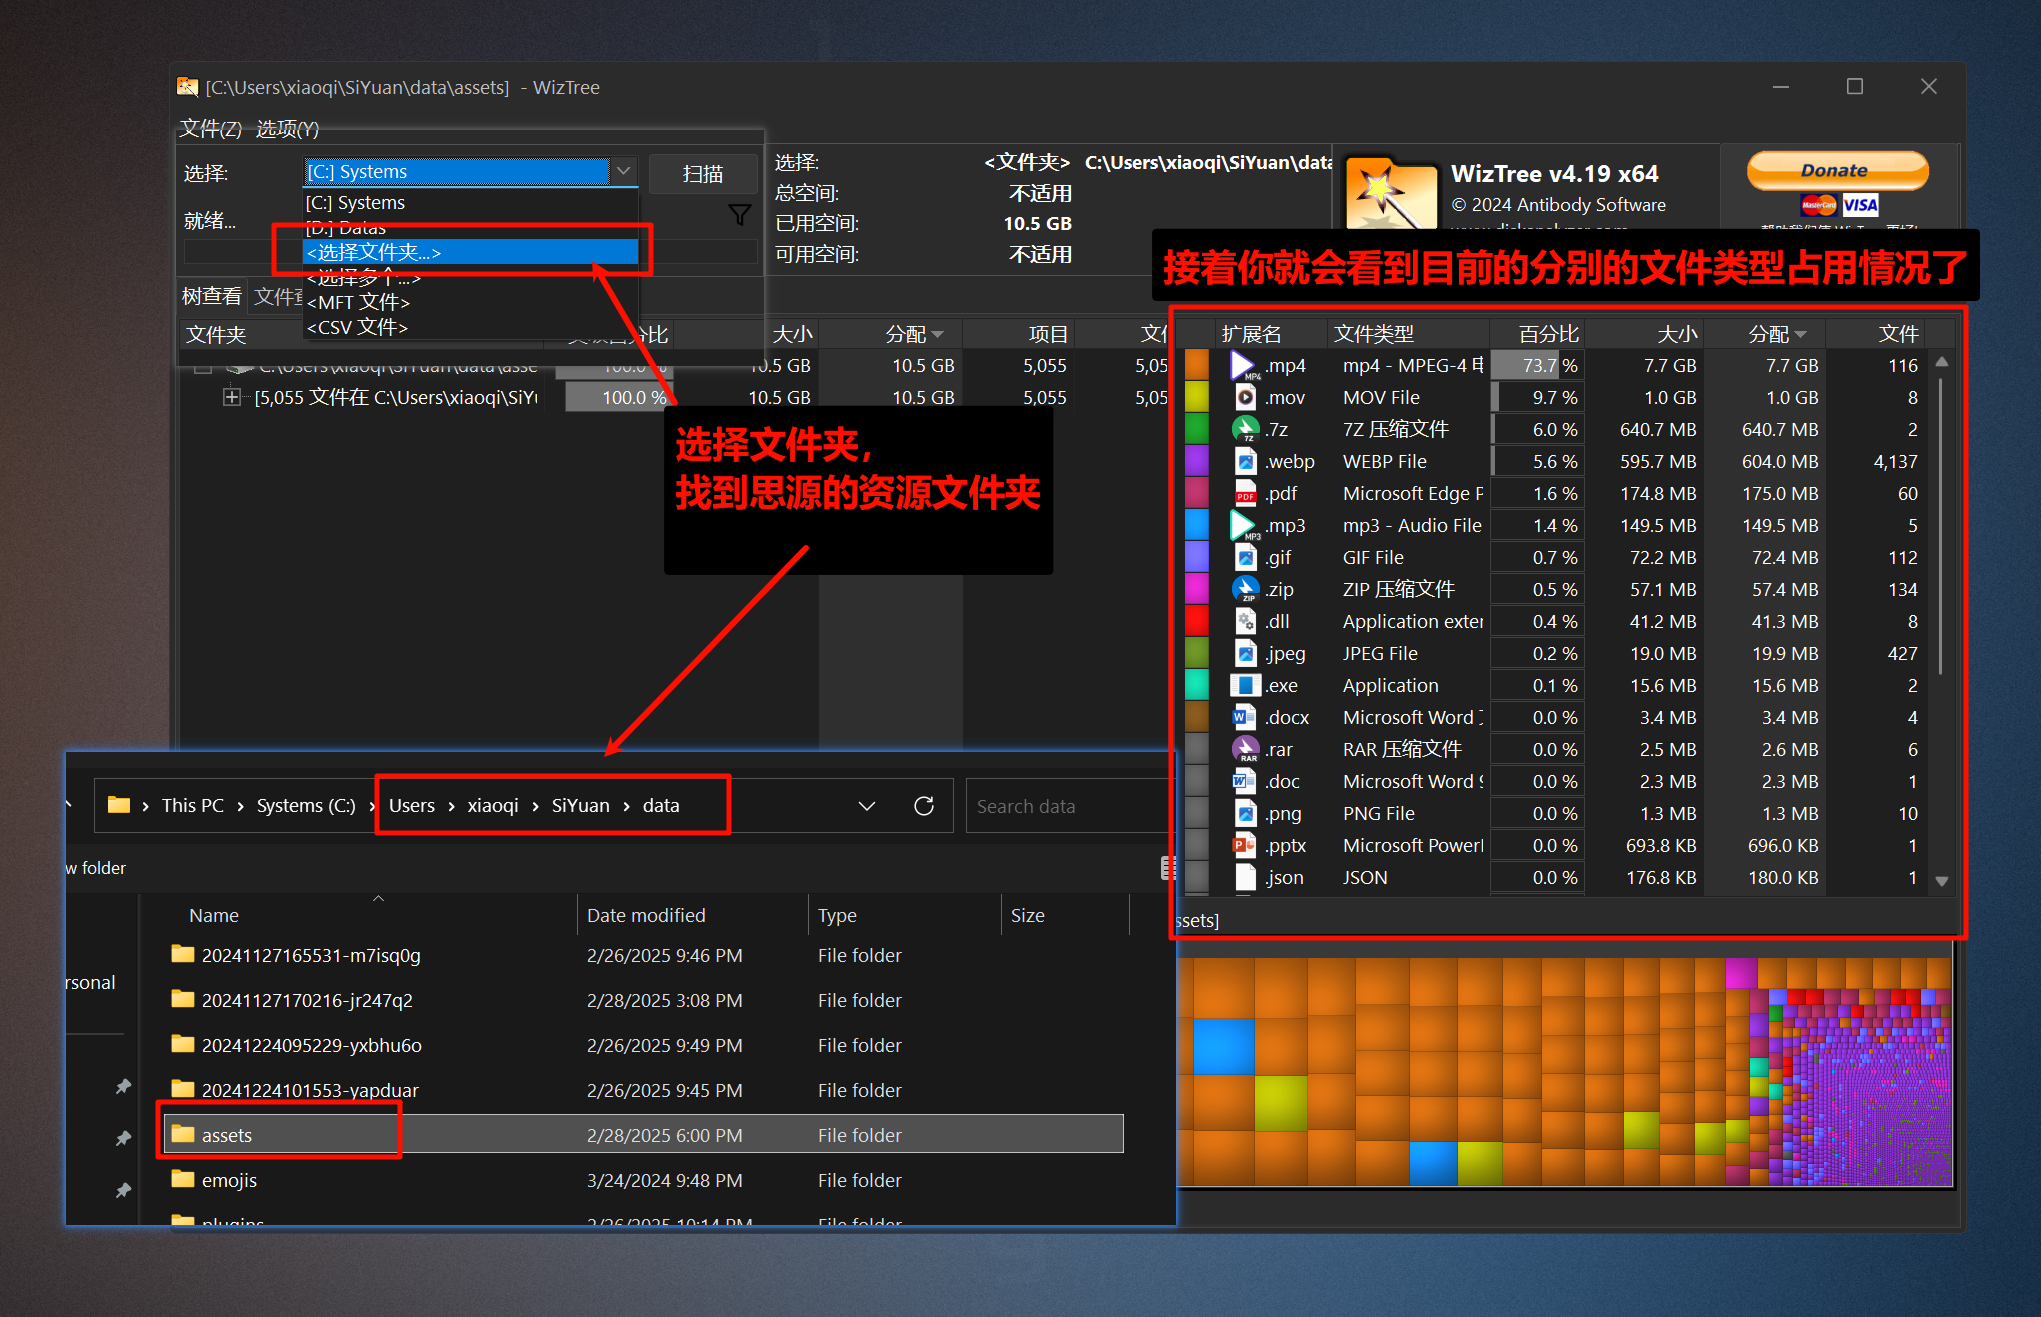 [C:\Users\xiaoqi\SiYuan\data\assets] - WizTree
文件(Z) 选项(Y)
选择: [C:] Systems 扫描
[C:] Systems
就绪...
[D:] Datas
<选择文件夹...>
<选择多个...>
<MFT 文件>
<CSV 文件>
选择: <文件夹> C:\Users\xiaoqi\SiYuan\data
总空间: 不适用
已用空间: 10.5 GB
可用空间: 不适用
WizTree v4.19 x64
© 2024 Antibody Software
Donate
MasterCard VISA
接着你就会看到目前的分别的文件类型占用情况了
树查看 文件
文件夹 分比 大小 分配 项目
C:\Users\xiaoqi\SiYuan\data\asse 100.0 % 10.5 GB 10.5 GB 5,055 5,05
[5,055 文件在 C:\Users\xiaoqi\SiYu 100.0 % 10.5 GB 10.5 GB 5,055 5,05
选择文件夹,
找到思源的资源文件夹
扩展名 文件类型 百分比 大小 分配 文件
.mp4 mp4 - MPEG-4 73.7 % 7.7 GB 7.7 GB 116
.mov MOV File 9.7 % 1.0 GB 1.0 GB 8
.7z 7Z 压缩文件 6.0 % 640.7 MB 640.7 MB 2
.webp WEBP File 5.6 % 595.7 MB 604.0 MB 4,137
.pdf Microsoft Edge P 1.6 % 174.8 MB 175.0 MB 60
.mp3 mp3 - Audio File 1.4 % 149.5 MB 149.5 MB 5
.gif GIF File 0.7 % 72.2 MB 72.4 MB 112
.zip ZIP 压缩文件 0.5 % 57.1 MB 57.4 MB 134
.dll Application exter 0.4 % 41.2 MB 41.3 MB 8
.jpeg JPEG File 0.2 % 19.0 MB 19.9 MB 427
.exe Application 0.1 % 15.6 MB 15.6 MB 2
.docx Microsoft Word 0.0 % 3.4 MB 3.4 MB 4
.rar RAR 压缩文件 0.0 % 2.5 MB 2.6 MB 6
.doc Microsoft Word 9 0.0 % 2.3 MB 2.3 MB 1
.png PNG File 0.0 % 1.3 MB 1.3 MB 10
.pptx Microsoft PowerI 0.0 % 693.8 KB 696.0 KB 1
.json JSON 0.0 % 176.8 KB 180.0 KB 1
ssets]
This PC › Systems (C:) › Users › xiaoqi › SiYuan › data
Search data
w folder
Name Date modified Type Size
20241127165531-m7isq0g 2/26/2025 9:46 PM File folder
rsonal
20241127170216-jr247q2 2/28/2025 3:08 PM File folder
20241224095229-yxbhu6o 2/26/2025 9:49 PM File folder
20241224101553-yapduar 2/26/2025 9:45 PM File folder
assets 2/28/2025 6:00 PM File folder
emojis 3/24/2024 9:48 PM File folder
plugins 2/26/2025 10:14 PM File folder